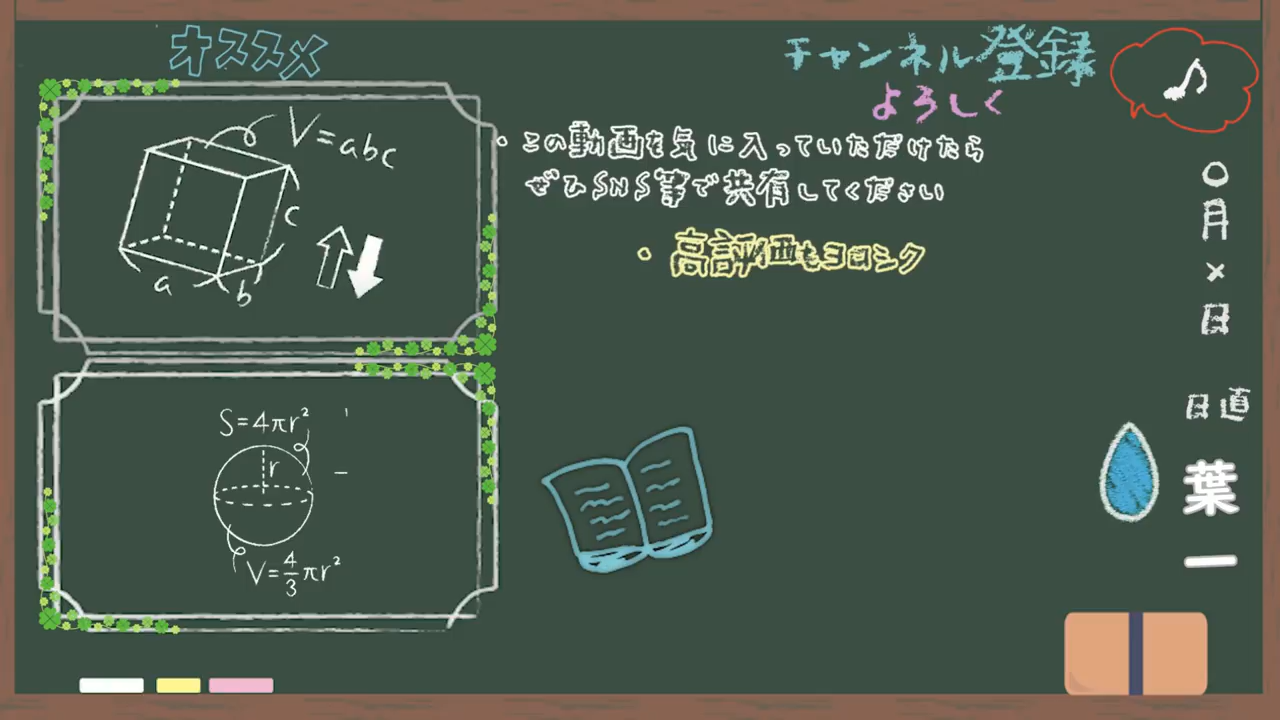 オススメ
V=abc
c
a
b
S=4πr²
r
V=4/3πr²
チャンネル登録
よろしく
・この動画を気に入っていただけたら
ぜひSNS等で共有してください
・高評価もヨロシク
♪
〇月×日
日直
葉一